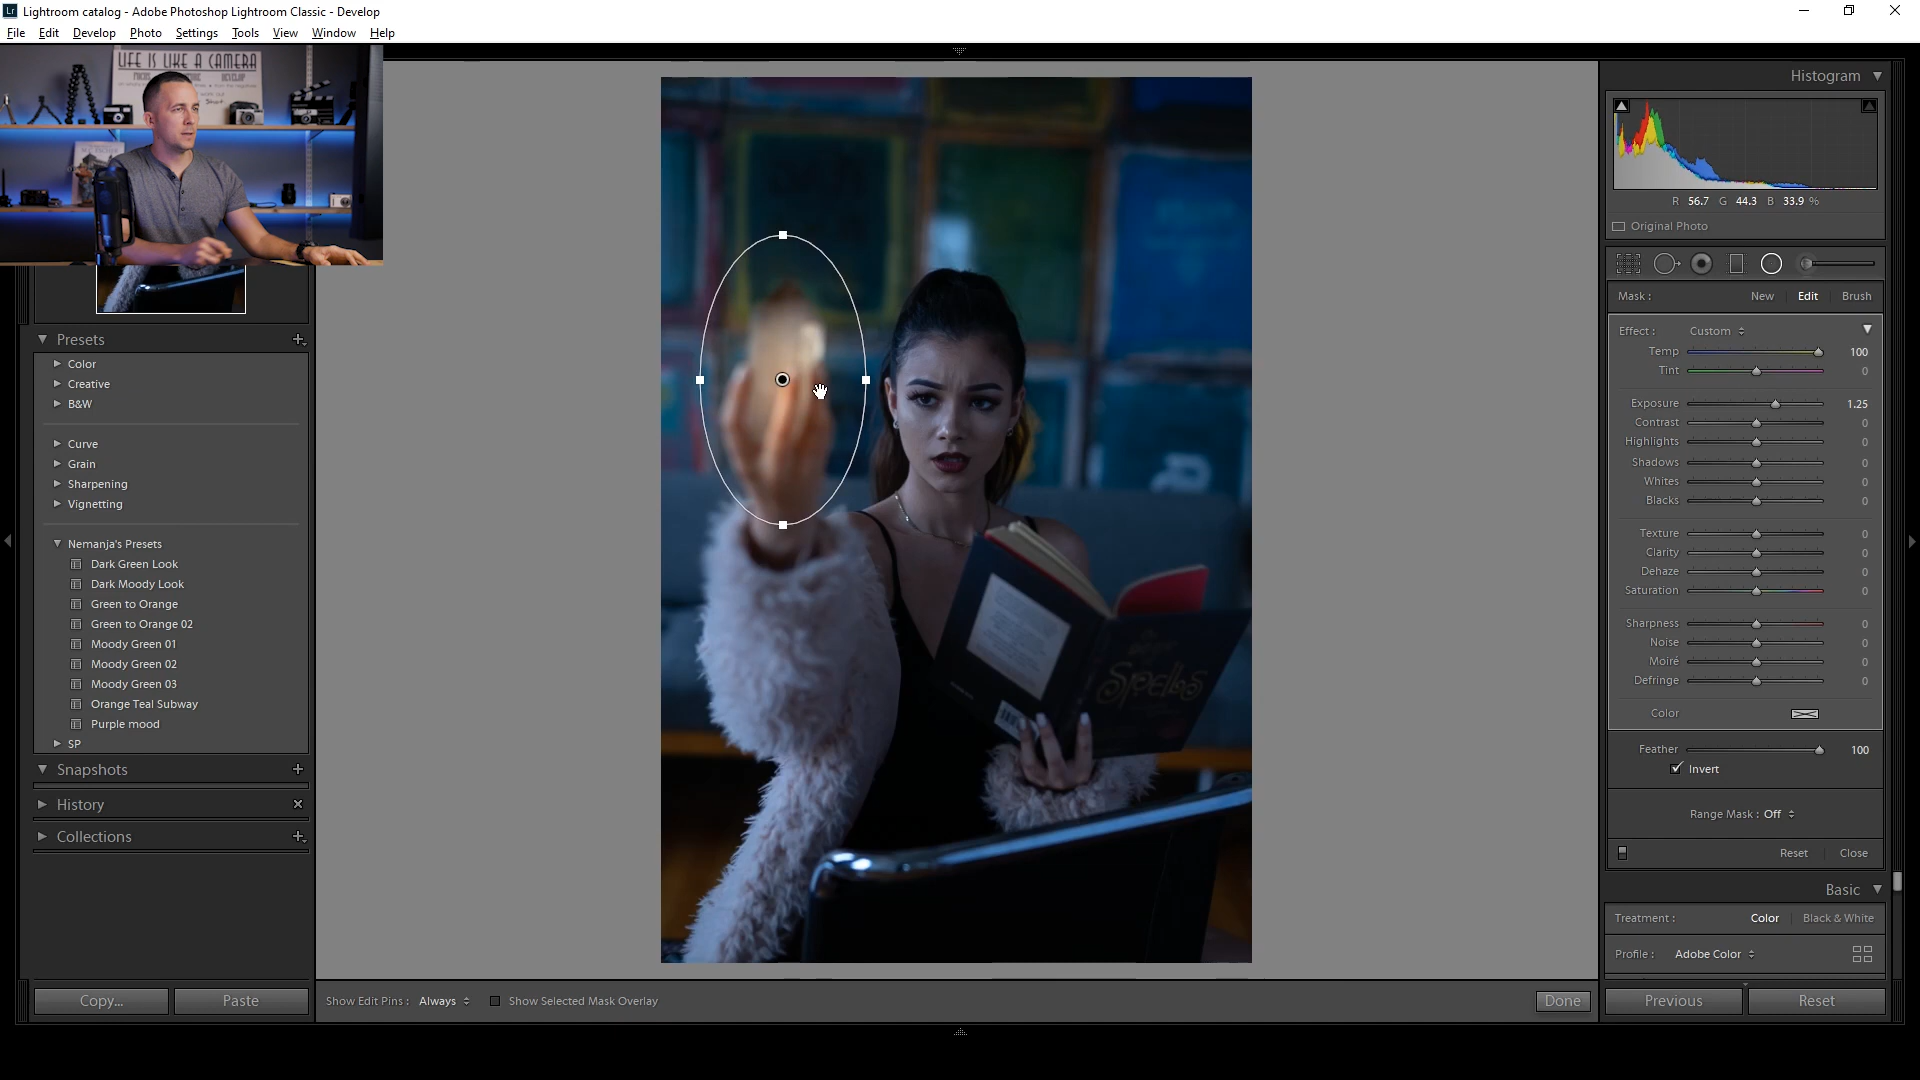 Lr Lightroom catalog - Adobe Photoshop Lightroom Classic - Develop
File Edit Develop Photo Settings Tools View Window Help
LIFE IS LIKE A CAMERA
Histogram
R 56.7 G 44.3 B 33.9 %
Original Photo
Mask : New Edit Brush
Effect : Custom
Temp 100
Tint 0
Exposure 1.25
Contrast 0
Highlights 0
Shadows 0
Whites 0
Blacks 0
Texture 0
Clarity 0
Dehaze 0
Saturation 0
Sharpness 0
Noise 0
Moiré 0
Defringe 0
Color
Feather 100
Invert
Range Mask : Off
Reset Close
Basic
Treatment : Color Black & White
Profile : Adobe Color
Previous Reset
Presets
Color
Creative
B&W
Curve
Grain
Sharpening
Vignetting
Nemanja's Presets
Dark Green Look
Dark Moody Look
Green to Orange
Green to Orange 02
Moody Green 01
Moody Green 02
Moody Green 03
Orange Teal Subway
Purple mood
SP
Snapshots
History
Collections
Copy... Paste
Show Edit Pins : Always Show Selected Mask Overlay Done
Spells